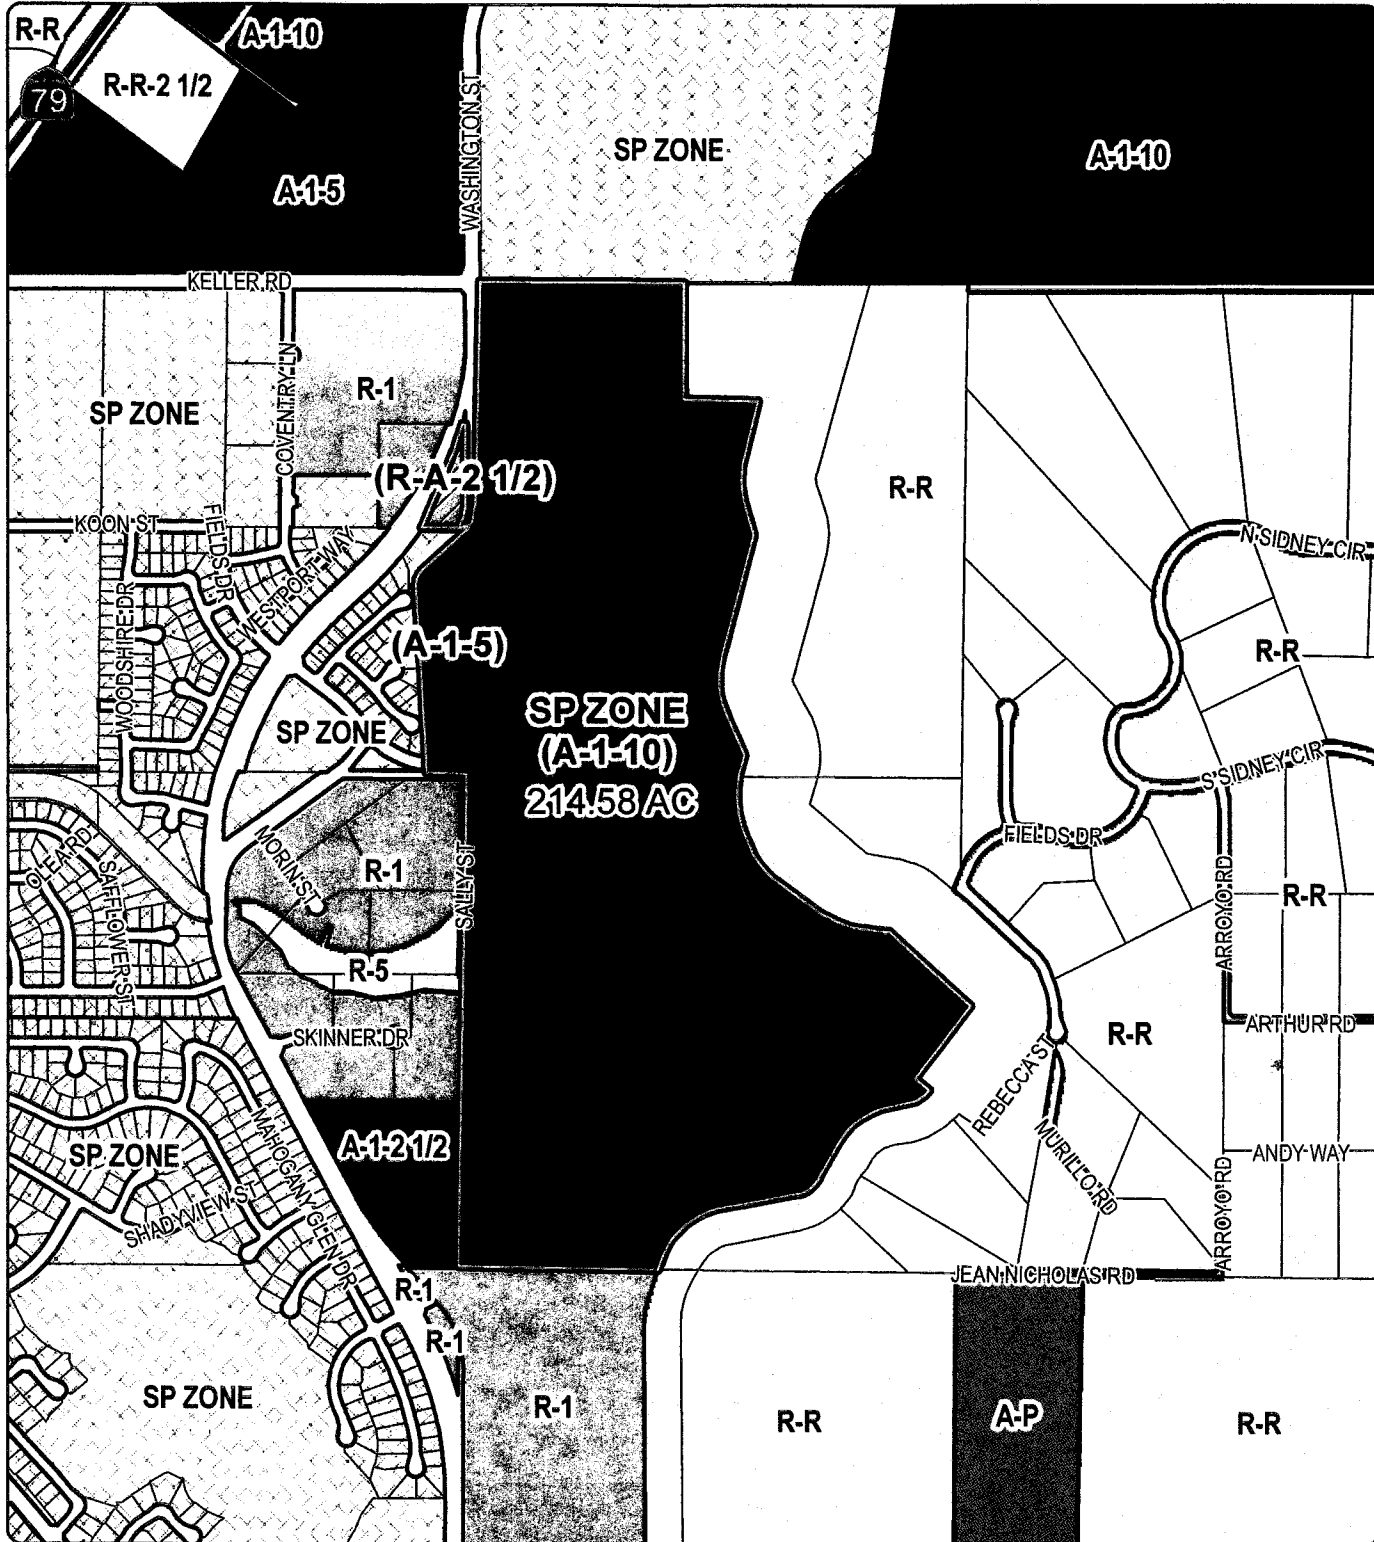 R-R
A-1-10
R-R-2 1/2
79
WASHINGTON ST
SP ZONE
A-1-10
A-1-5
KELLER RD
COVENTRY LN
R-1
SP ZONE
(R-A-2 1/2)
R-R
KOON ST
FIELDS DR
WESTPORT WAY
N SIDNEY CIR
WOODSHIRE DR
(A-1-5)
R-R
SP ZONE
(A-1-10)
214.58 AC
SP ZONE
S SIDNEY CIR
OLEA RD
SAFFLOWER ST
MORIN ST
R-1
SALLY ST
FIELDS DR
ARROYO RD
R-R
R-5
SKINNER DR
R-R
ARTHUR RD
REBECCA ST
MURILLO RD
ANDY WAY
SP ZONE
MAHOGANY GLEN DR
A-1-2 1/2
SHADYVIEW ST
ARROYO RD
JEAN NICHOLAS RD
R-1
R-1
SP ZONE
R-1
R-R
A-P
R-R